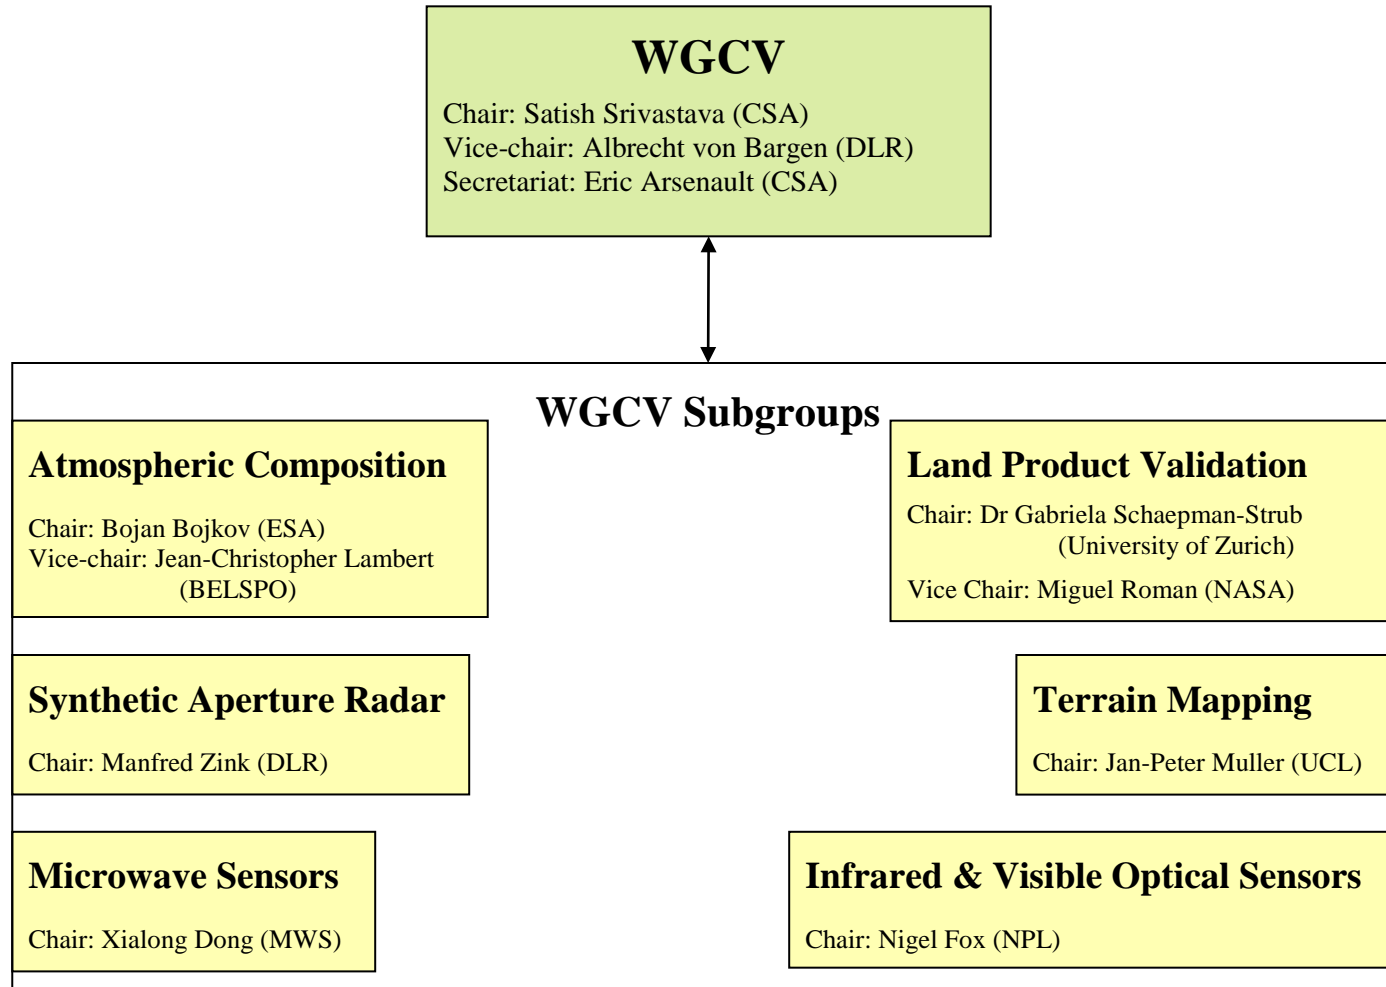 WGCV
Chair: Satish Srivastava (CSA)
Vice-chair: Albrecht von Bargen (DLR)
Secretariat: Eric Arsenault (CSA)
WGCV Subgroups
Atmospheric Composition
Chair: Bojan Bojkov (ESA)
Vice-chair: Jean-Christopher Lambert
(BELSPO)
Land Product Validation
Chair: Dr Gabriela Schaepman-Strub
(University of Zurich)
Vice Chair: Miguel Roman (NASA)
Synthetic Aperture Radar
Chair: Manfred Zink (DLR)
Terrain Mapping
Chair: Jan-Peter Muller (UCL)
Microwave Sensors
Chair: Xialong Dong (MWS)
Infrared & Visible Optical Sensors
Chair: Nigel Fox (NPL)